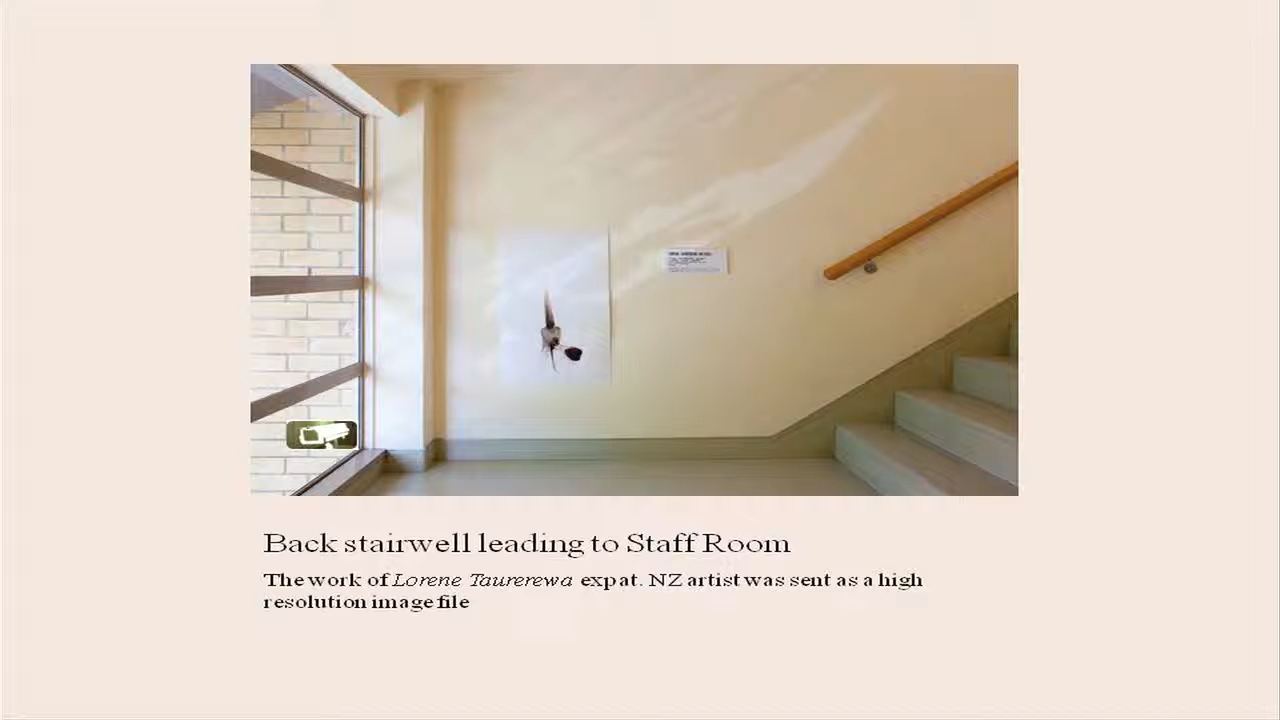 Back stairwell leading to Staff Room
The work of Lorene Taurerewa expat. NZ artist was sent as a high
resolution image file